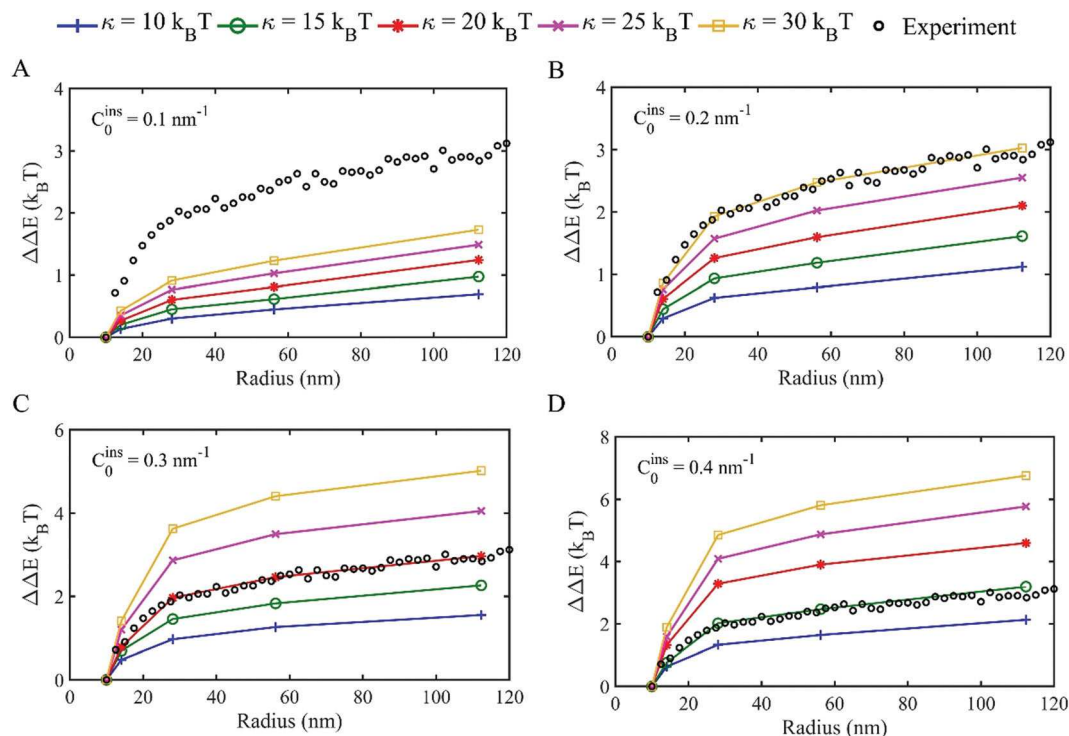 κ = 10 k_BT κ = 15 k_BT κ = 20 k_BT κ = 25 k_BT κ = 30 k_BT Experiment
A
C_0^ins = 0.1 nm^-1
4
3
2
1
0
ΔΔE (k_BT)
0 20 40 60 80 100 120
Radius (nm)
B
C_0^ins = 0.2 nm^-1
4
3
2
1
0
ΔΔE (k_BT)
0 20 40 60 80 100 120
Radius (nm)
C
C_0^ins = 0.3 nm^-1
6
4
2
0
ΔΔE (k_BT)
0 20 40 60 80 100 120
Radius (nm)
D
C_0^ins = 0.4 nm^-1
8
6
4
2
0
ΔΔE (k_BT)
0 20 40 60 80 100 120
Radius (nm)